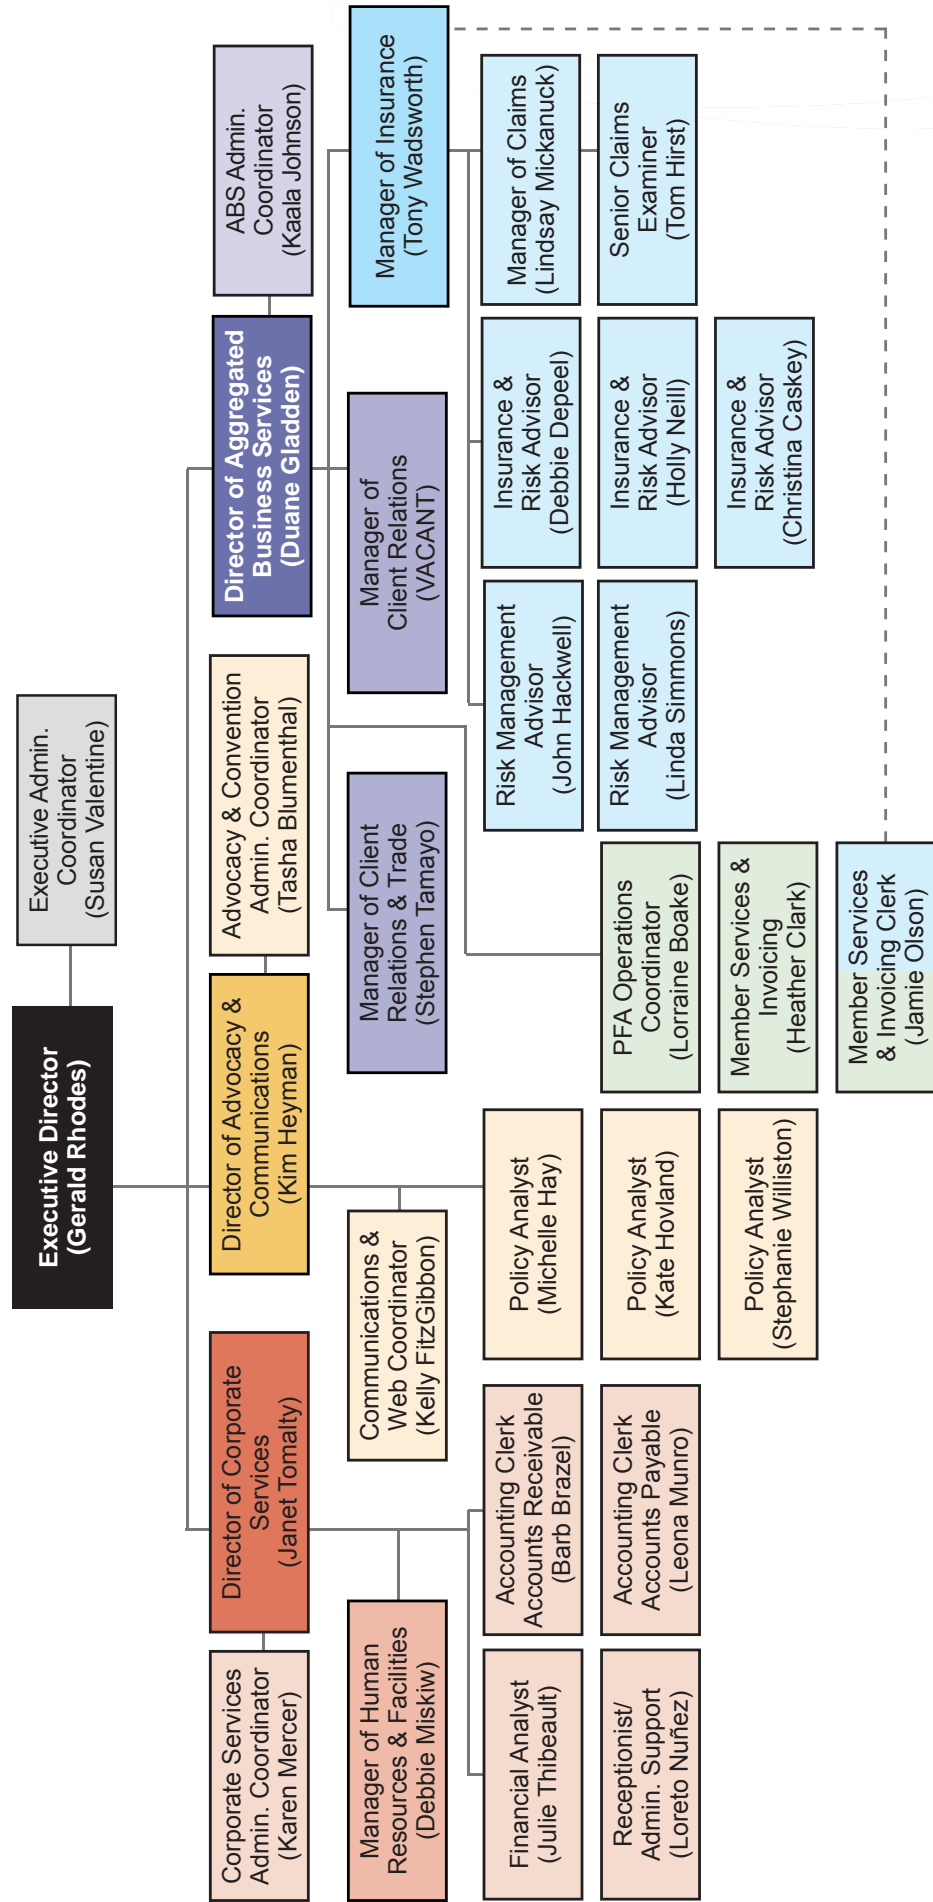 Executive Director
(Gerald Rhodes)
Executive Admin.
Coordinator
(Susan Valentine)
Corporate Services
Admin. Coordinator
(Karen Mercer)
Director of Corporate
Services
(Janet Tomalty)
Director of Advocacy &
Communications
(Kim Heyman)
Advocacy & Convention
Admin. Coordinator
(Tasha Blumenthal)
Director of Aggregated
Business Services
(Duane Gladden)
ABS Admin.
Coordinator
(Kaala Johnson)
Manager of Human
Resources & Facilities
(Debbie Miskiw)
Communications &
Web Coordinator
(Kelly FitzGibbon)
Manager of Client
Relations & Trade
(Stephen Tamayo)
Manager of
Client Relations
(VACANT)
Manager of Insurance
(Tony Wadsworth)
Financial Analyst
(Julie Thibeault)
Accounting Clerk
Accounts Receivable
(Barb Brazel)
Policy Analyst
(Michelle Hay)
Risk Management
Advisor
(John Hackwell)
Insurance &
Risk Advisor
(Debbie Depeel)
Manager of Claims
(Lindsay Mickanuck)
Receptionist/
Admin. Support
(Loreto Nuñez)
Accounting Clerk
Accounts Payable
(Leona Munro)
Policy Analyst
(Kate Hovland)
PFA Operations
Coordinator
(Lorraine Boake)
Risk Management
Advisor
(Linda Simmons)
Insurance &
Risk Advisor
(Holly Neill)
Senior Claims
Examiner
(Tom Hirst)
Policy Analyst
(Stephanie Williston)
Member Services &
Invoicing
(Heather Clark)
Insurance &
Risk Advisor
(Christina Caskey)
Member Services
& Invoicing Clerk
(Jamie Olson)